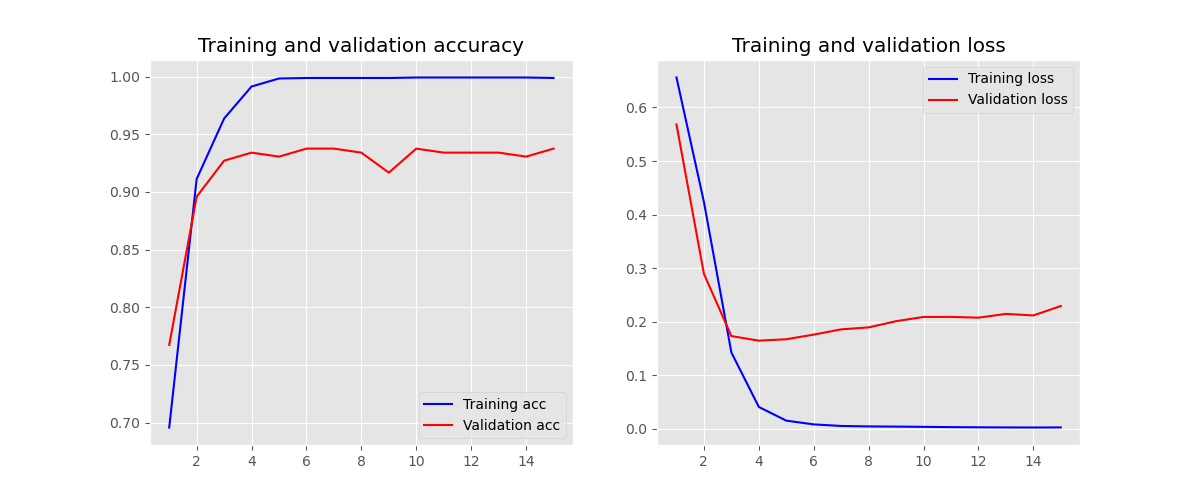 Training and validation accuracy
1.00
0.95
0.90
0.85
0.80
0.75
0.70
Training acc
Validation acc
2 4 6 8 10 12 14
Training and validation loss
Training loss
Validation loss
0.6
0.5
0.4
0.3
0.2
0.1
0.0
2 4 6 8 10 12 14